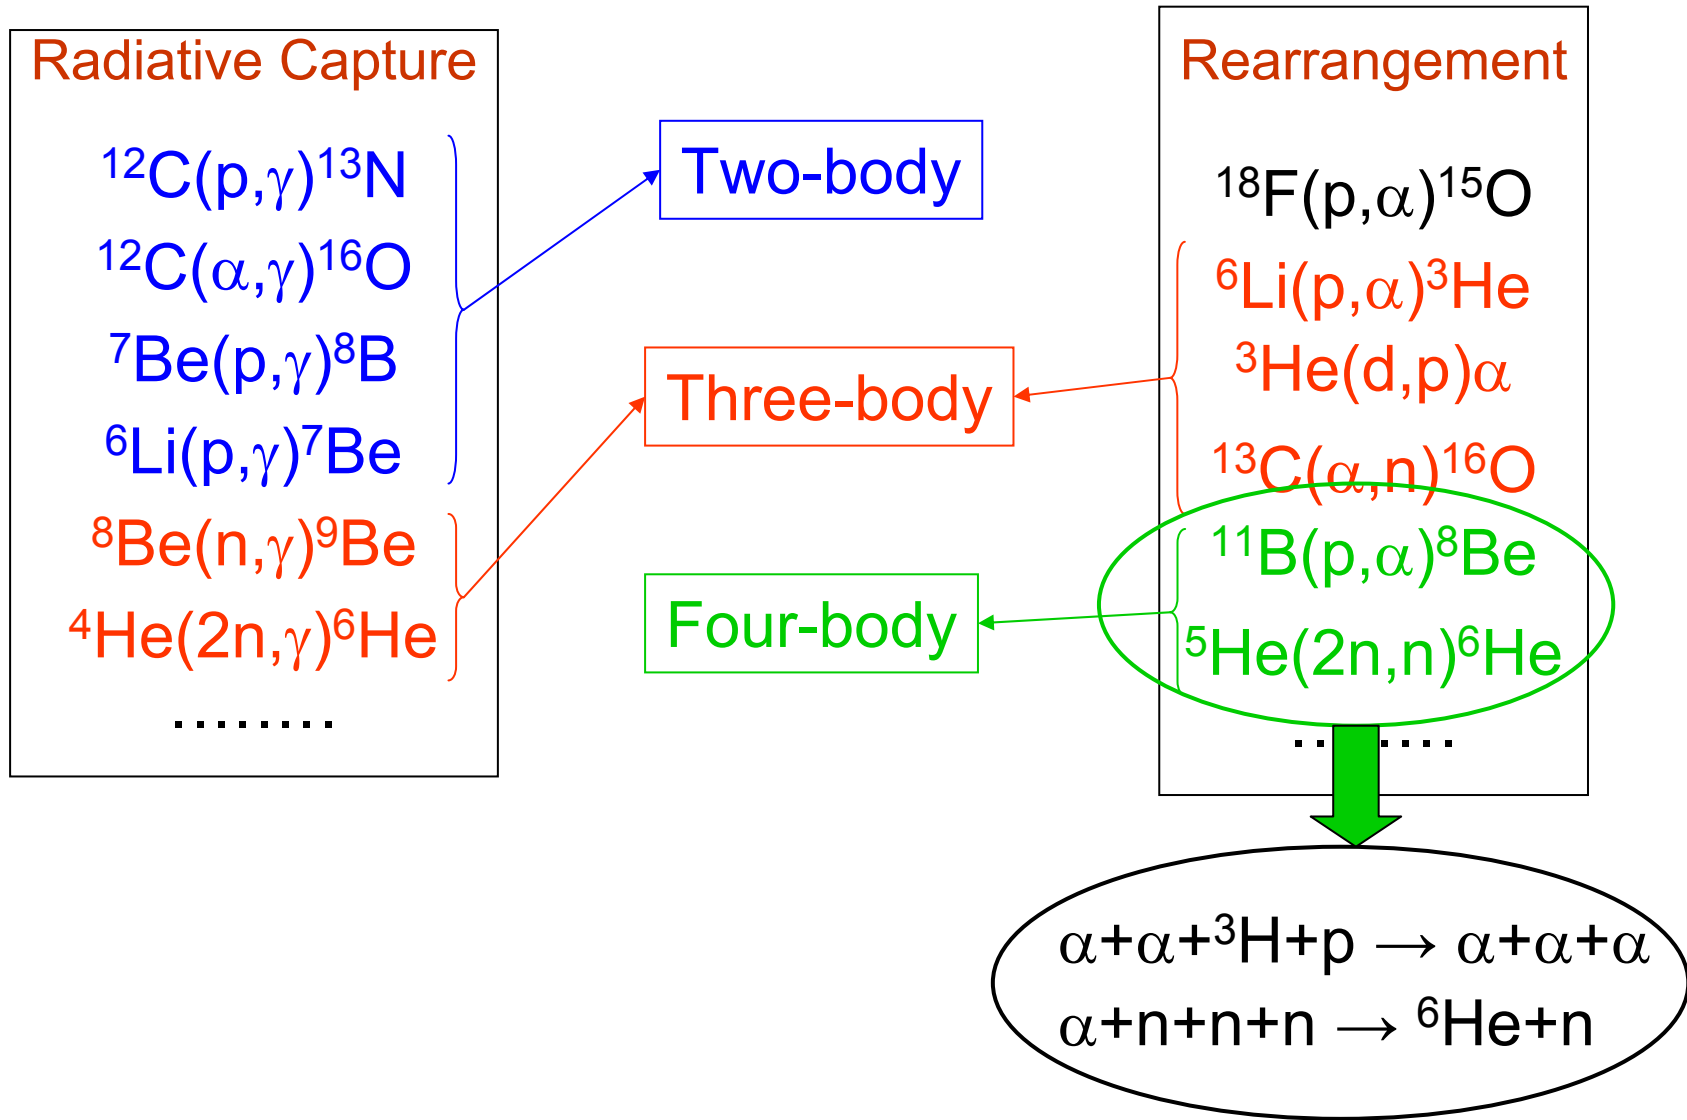 Radiative Capture
¹²C(p,γ)¹³N
¹²C(α,γ)¹⁶O
⁷Be(p,γ)⁸B
⁶Li(p,γ)⁷Be
⁸Be(n,γ)⁹Be
⁴He(2n,γ)⁶He
........
Two-body
Three-body
Four-body
Rearrangement
¹⁸F(p,α)¹⁵O
⁶Li(p,α)³He
³He(d,p)α
¹³C(α,n)¹⁶O
¹¹B(p,α)⁸Be
⁵He(2n,n)⁶He
........
α+α+³H+p → α+α+α
α+n+n+n → ⁶He+n